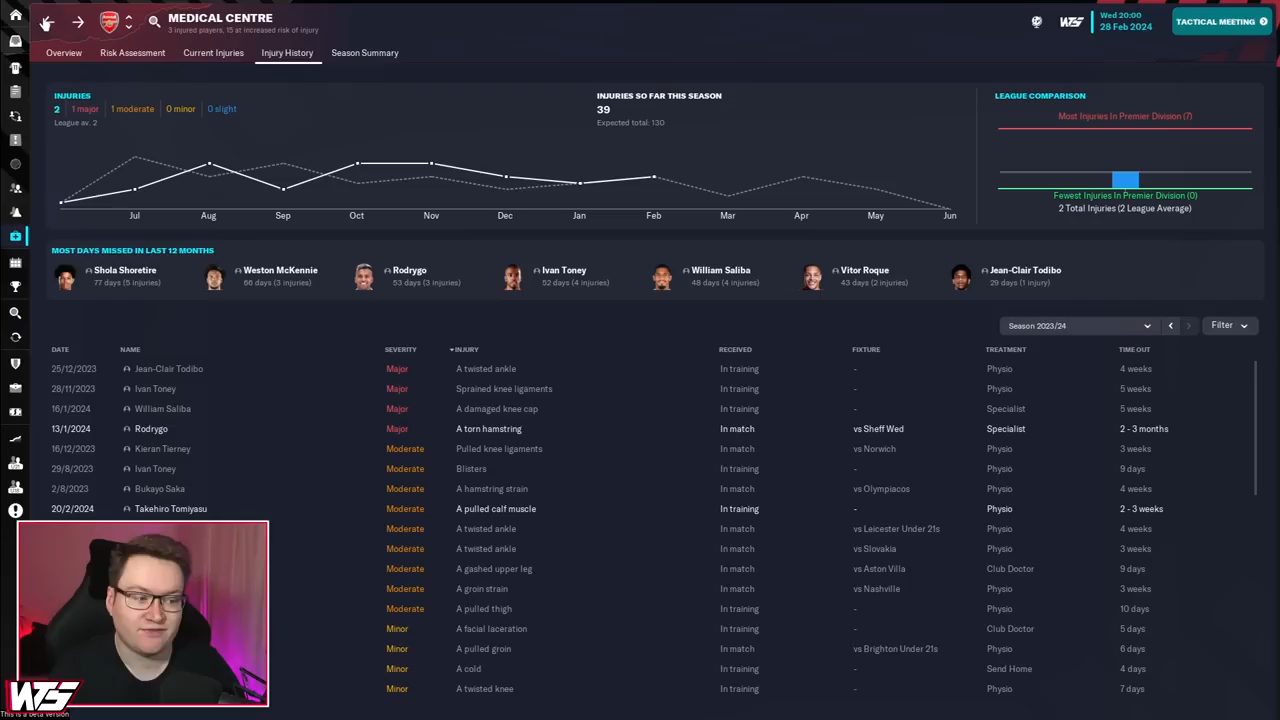 MEDICAL CENTRE
3 injured payers, 15 at increased risk of injury
WTS
Wed 20:00
28 Feb 2024
TACTICAL MEETING
Overview Risk Assessment Current Injuries Injury History Season Summary
INJURIES
2 1 major 1 moderate 0 minor 0 slight
League av. 2
INJURIES SO FAR THIS SEASON
39
Expected total: 130
LEAGUE COMPARISON
Most Injuries In Premier Division (7)
Fewest Injuries In Premier Division (0)
2 Total Injuries (2 League Average)
Jul Aug Sep Oct Nov Dec Jan Feb Mar Apr May Jun
MOST DAYS MISSED IN LAST 12 MONTHS
Shola Shoretire Weston McKennie Rodrygo Ivan Toney William Saliba Vitor Roque Jean-Clair Todibo
77 days (5 injuries) 66 days (3 injuries) 53 days (3 injuries) 52 days (4 injuries) 48 days (4 injuries) 43 days (2 injuries) 29 days (1 injury)
Season 2023/24 Filter
DATE NAME SEVERITY INJURY RECEIVED FIXTURE TREATMENT TIME OUT
25/12/2023 Jean-Clair Todibo Major A twisted ankle In training - Physio 4 weeks
28/11/2023 Ivan Toney Major Sprained knee ligaments In training - Physio 5 weeks
16/1/2024 William Saliba Major A damaged knee cap In training - Specialist 5 weeks
13/1/2024 Rodrygo Major A torn hamstring In match vs Sheff Wed Specialist 2 - 3 months
16/12/2023 Kieran Tierney Moderate Pulled knee ligaments In match vs Norwich Physio 3 weeks
29/8/2023 Ivan Toney Moderate Blisters In training - Physio 9 days
2/8/2023 Bukayo Saka Moderate A hamstring strain In match vs Olympiacos Physio 4 weeks
20/2/2024 Takehiro Tomiyasu Moderate A pulled calf muscle In training - Physio 2 - 3 weeks
Moderate A twisted ankle In match vs Leicester Under 21s Physio 4 weeks
Moderate A twisted ankle In match vs Slovakia Physio 3 weeks
Moderate A gashed upper leg In match vs Aston Villa Club Doctor 9 days
Moderate A groin strain In match vs Nashville Physio 3 weeks
Moderate A pulled thigh In training - Physio 10 days
Minor A facial laceration In training - Club Doctor 5 days
Minor A pulled groin In match vs Brighton Under 21s Physio 6 days
Minor A cold In training - Send Home 4 days
Minor A twisted knee In training - Physio 7 days
WTS
This is a beta version